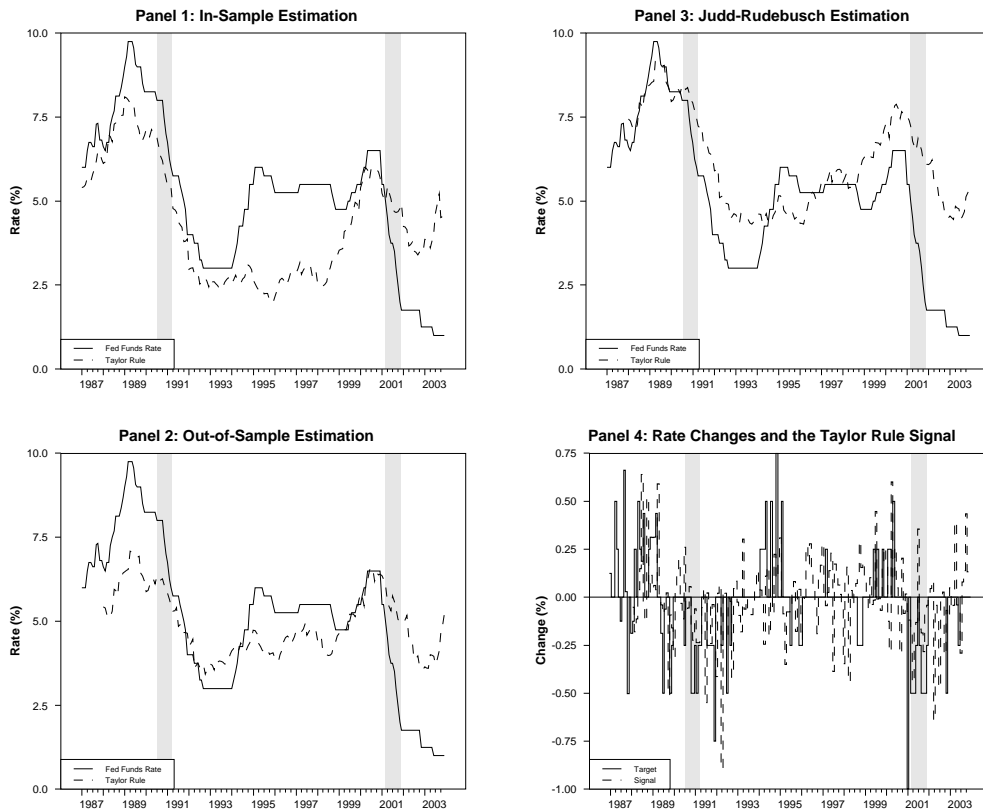 Panel 1: In-Sample Estimation
10.0
7.5
5.0
2.5
0.0
Rate (%)
Fed Funds Rate
Taylor Rule
1987 1989 1991 1993 1995 1997 1999 2001 2003
Panel 3: Judd-Rudebusch Estimation
10.0
7.5
5.0
2.5
0.0
Rate (%)
Fed Funds Rate
Taylor Rule
1987 1989 1991 1993 1995 1997 1999 2001 2003
Panel 2: Out-of-Sample Estimation
10.0
7.5
5.0
2.5
0.0
Rate (%)
Fed Funds Rate
Taylor Rule
1987 1989 1991 1993 1995 1997 1999 2001 2003
Panel 4: Rate Changes and the Taylor Rule Signal
0.75
0.50
0.25
0.00
-0.25
-0.50
-0.75
-1.00
Change (%)
Target
Signal
1987 1989 1991 1993 1995 1997 1999 2001 2003